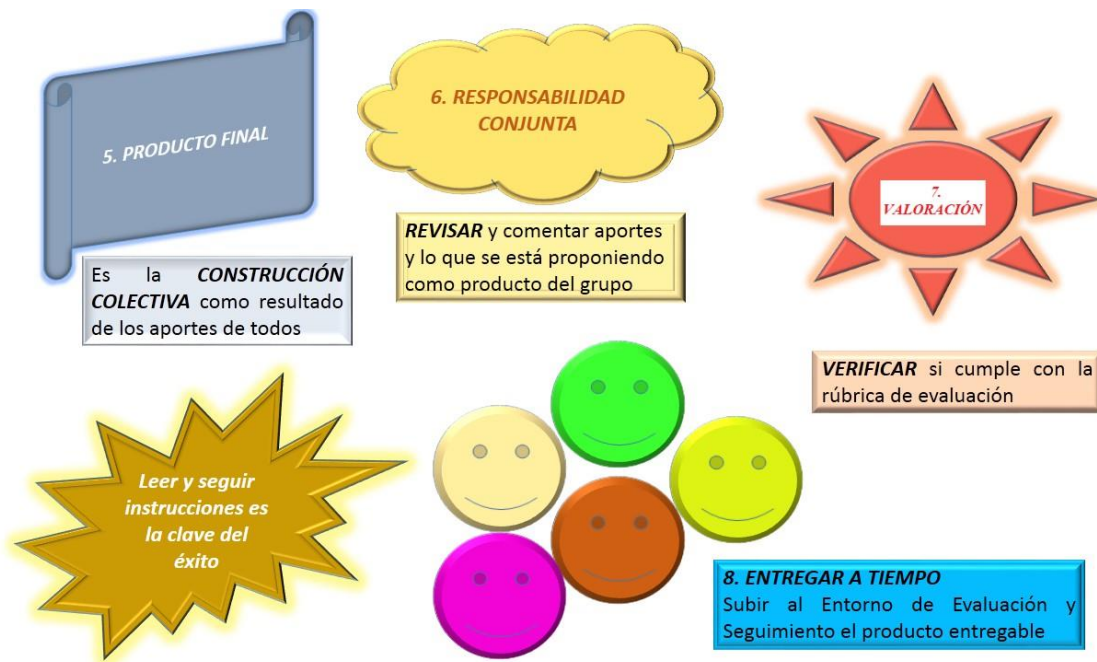 5. PRODUCTO FINAL
Es la CONSTRUCCIÓN
COLECTIVA como resultado
de los aportes de todos
6. RESPONSABILIDAD
CONJUNTA
REVISAR y comentar aportes
y lo que se está proponiendo
como producto del grupo
7.
VALORACIÓN
VERIFICAR si cumple con la
rúbrica de evaluación
Leer y seguir
instrucciones es
la clave del
éxito
8. ENTREGAR A TIEMPO
Subir al Entorno de Evaluación y
Seguimiento el producto entregable